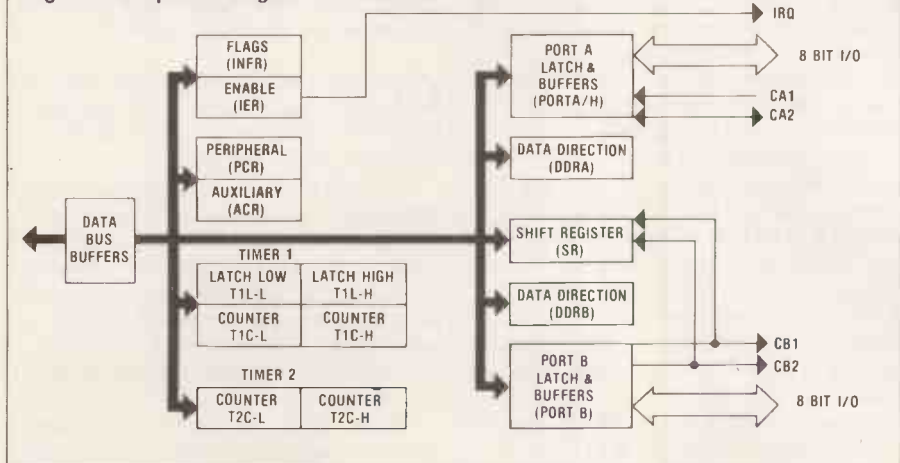 IRQ
FLAGS
(INFR)
ENABLE
(IER)
PORT A
LATCH &
BUFFERS
(PORTA/H)
8 BIT I/O
CA1
CA2
PERIPHERAL
(PCR)
AUXILIARY
(ACR)
DATA DIRECTION
(DDRA)
DATA
BUS
BUFFERS
SHIFT REGISTER
(SR)
TIMER 1
LATCH LOW
T1L-L
LATCH HIGH
T1L-H
COUNTER
T1C-L
COUNTER
T1C-H
DATA DIRECTION
(DDRB)
TIMER 2
COUNTER
T2C-L
COUNTER
T2C-H
PORT B
LATCH &
BUFFERS
(PORT B)
CB1
CB2
8 BIT I/O